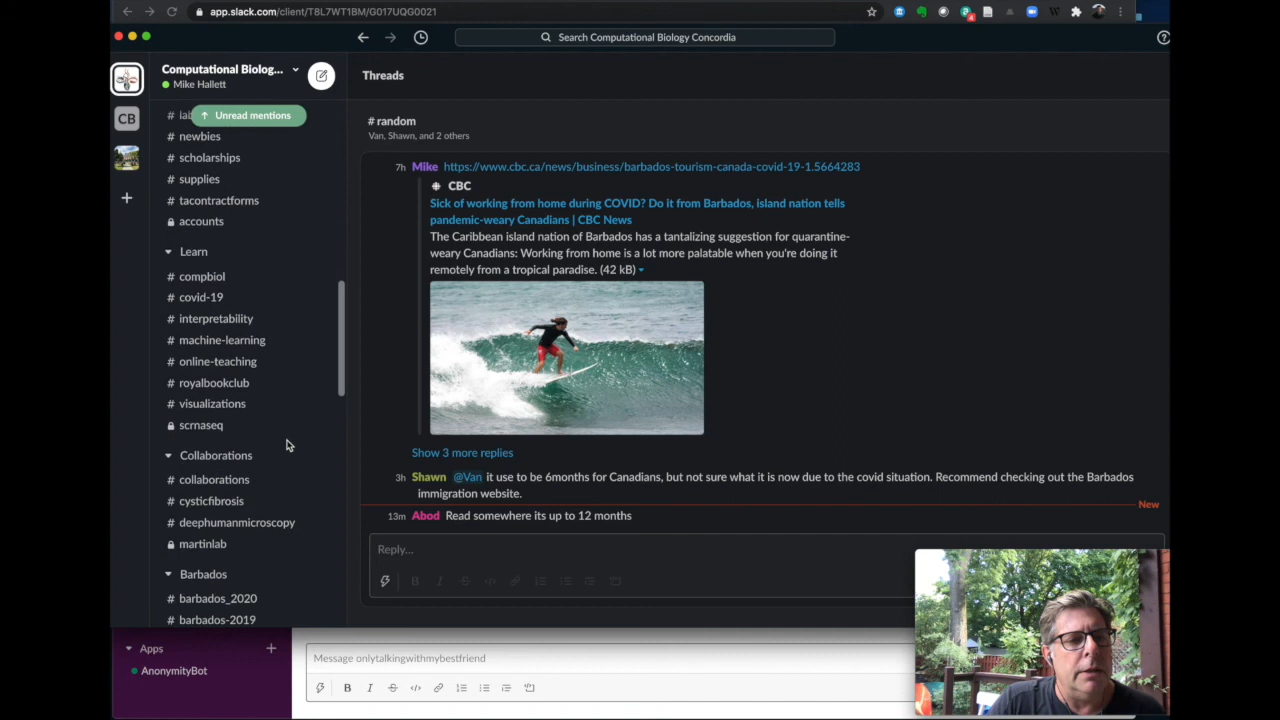 app.slack.com/client/T8L7WT1BM/G017UQG0021
4
Search Computational Biology Concordia
Computational Biolog...
Mike Hallett
CB
# lab
Unread mentions
# newbies
# scholarships
# supplies
# tacontractforms
accounts
Learn
# compbiol
# covid-19
# interpretability
# machine-learning
# online-teaching
# royalbookclub
# visualizations
scrnaseq
Collaborations
# collaborations
# cysticfibrosis
# deephumanmicroscopy
martinlab
Barbados
# barbados_2020
# barbados-2019
Threads
# random
Van, Shawn, and 2 others
7h Mike https://www.cbc.ca/news/business/barbados-tourism-canada-covid-19-1.5664283
CBC
Sick of working from home during COVID? Do it from Barbados, island nation tells
pandemic-weary Canadians | CBC News
The Caribbean island nation of Barbados has a tantalizing suggestion for quarantine-
weary Canadians: Working from home is a lot more palatable when you're doing it
remotely from a tropical paradise. (42 kB)
Show 3 more replies
3h Shawn @Van it use to be 6months for Canadians, but not sure what it is now due to the covid situation. Recommend checking out the Barbados
immigration website.
New
13m Abod Read somewhere its up to 12 months
Reply...
Apps
AnonymityBot
Message onlytalkingwithmybestfriend